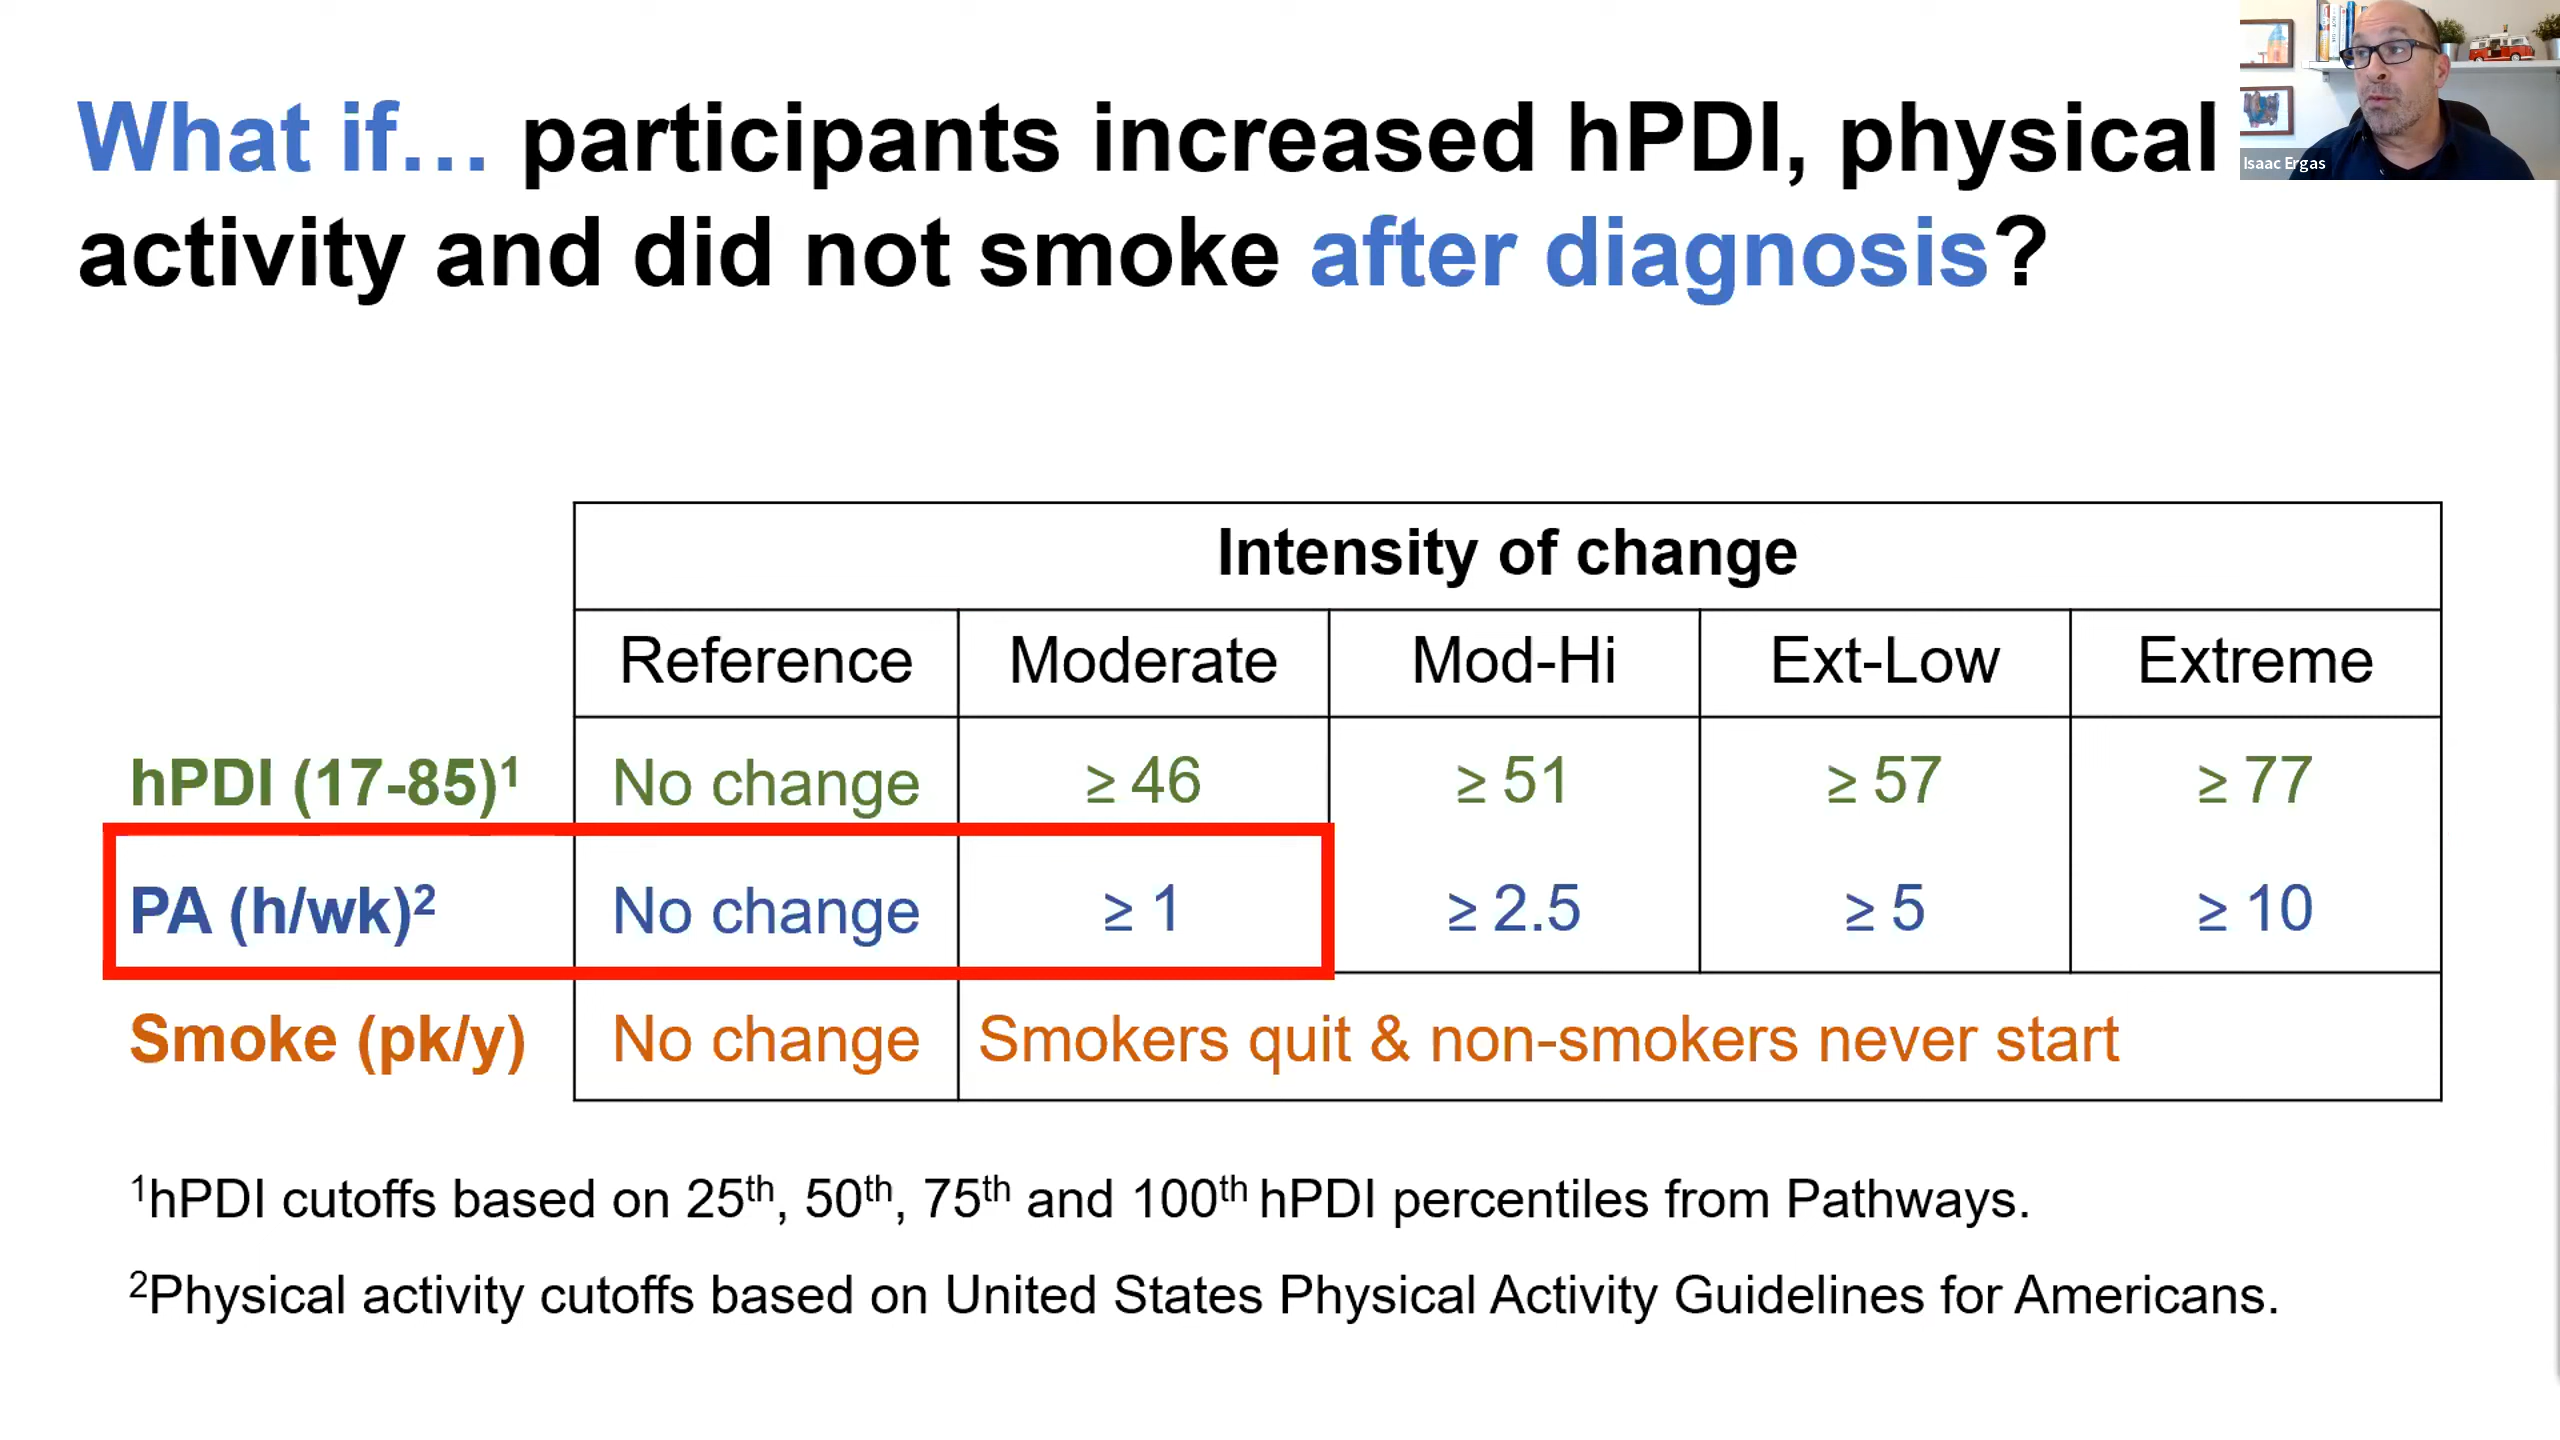 What if… participants increased hPDI, physical
activity and did not smoke after diagnosis?
Isaac Ergas
Intensity of change
Reference Moderate Mod-Hi Ext-Low Extreme
hPDI (17-85)¹ No change ≥ 46 ≥ 51 ≥ 57 ≥ 77
PA (h/wk)² No change ≥ 1 ≥ 2.5 ≥ 5 ≥ 10
Smoke (pk/y) No change Smokers quit & non-smokers never start
¹hPDI cutoffs based on 25th, 50th, 75th and 100th hPDI percentiles from Pathways.
²Physical activity cutoffs based on United States Physical Activity Guidelines for Americans.